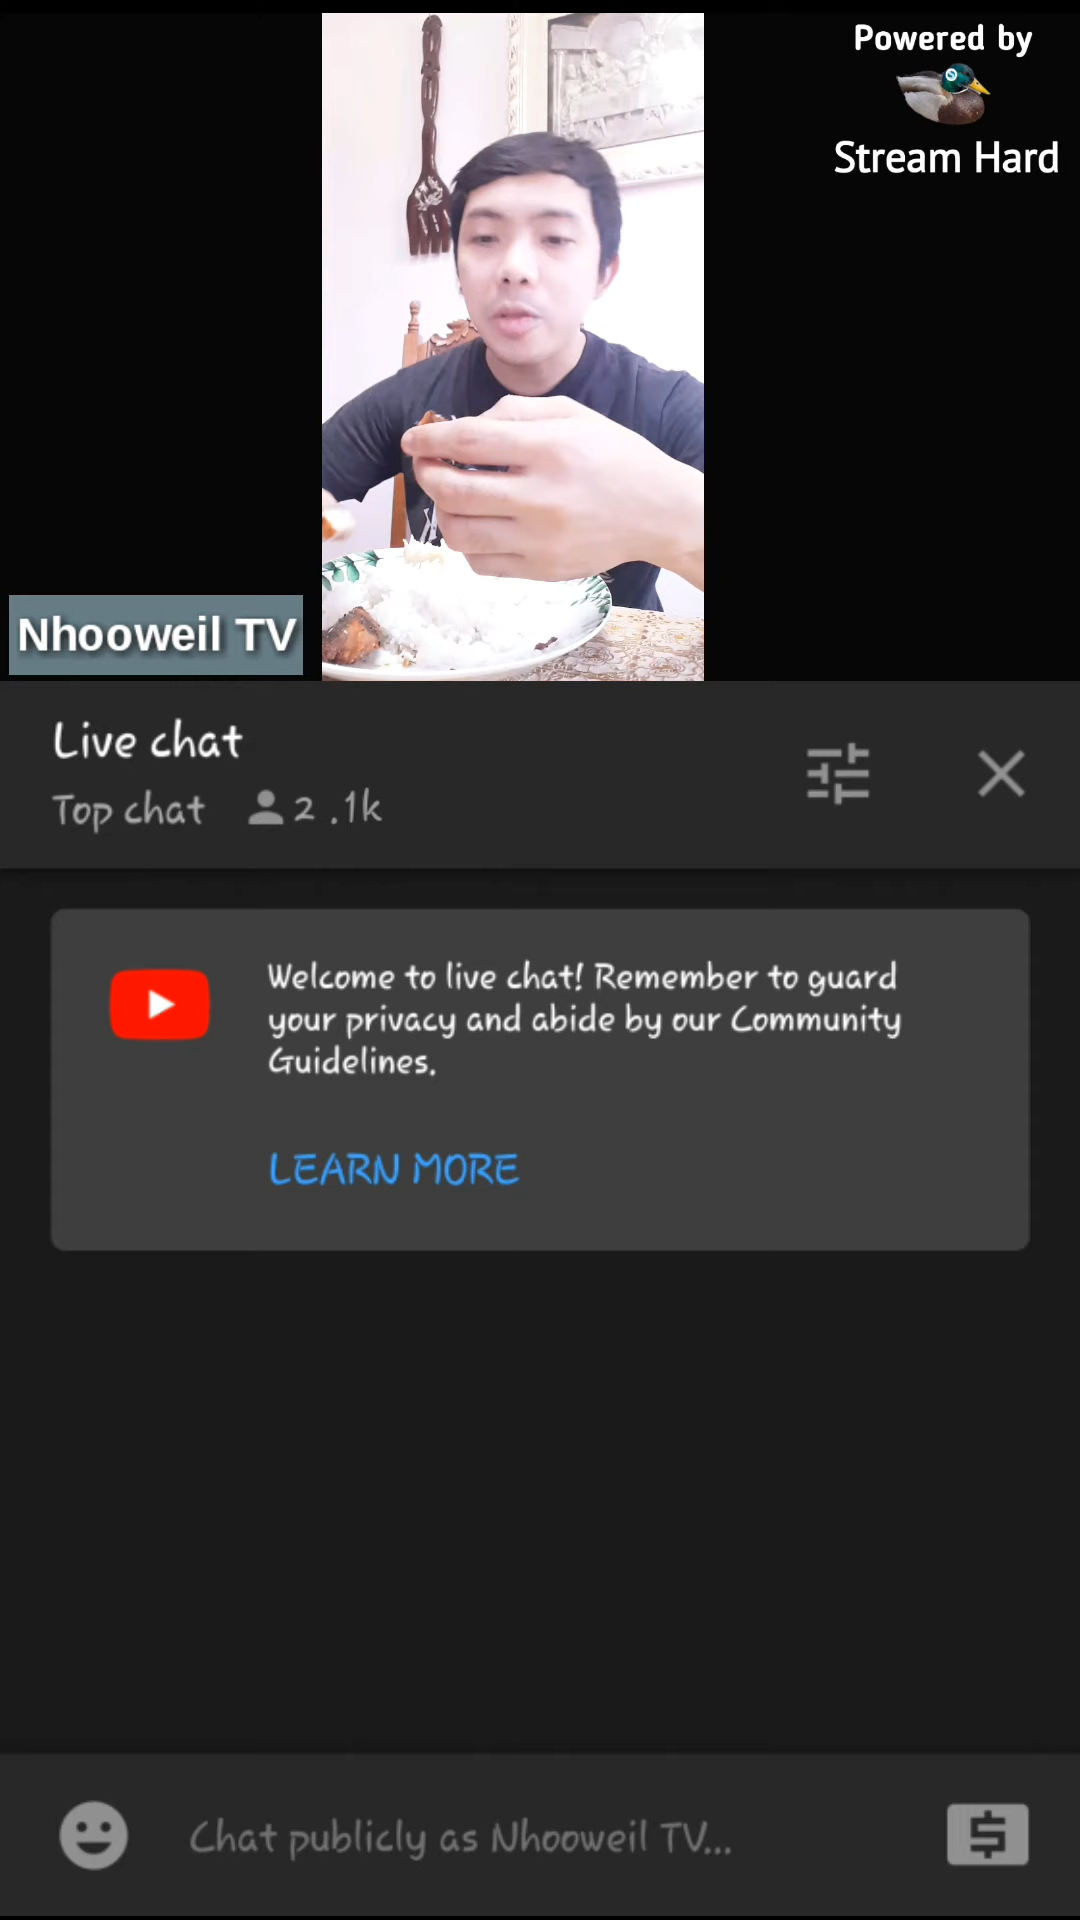 Powered by
Stream Hard
Nhooweil TV
Live chat
Top chat 2 .1k
Welcome to live chat! Remember to guard
your privacy and abide by our Community
Guidelines.
LEARN MORE
Chat publicly as Nhooweil TV...